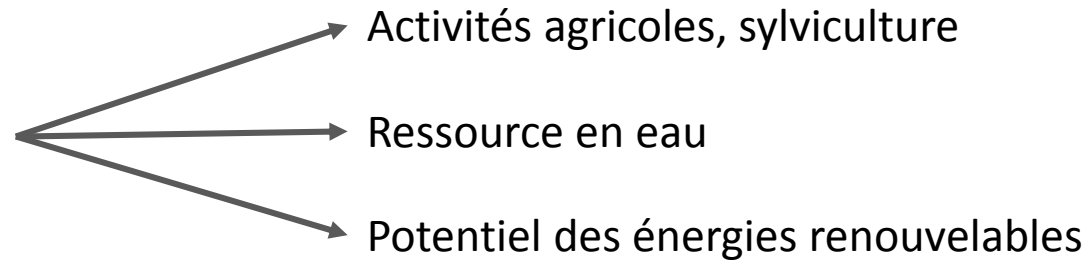 Activités agricoles, sylviculture
Ressource en eau
Potentiel des énergies renouvelables